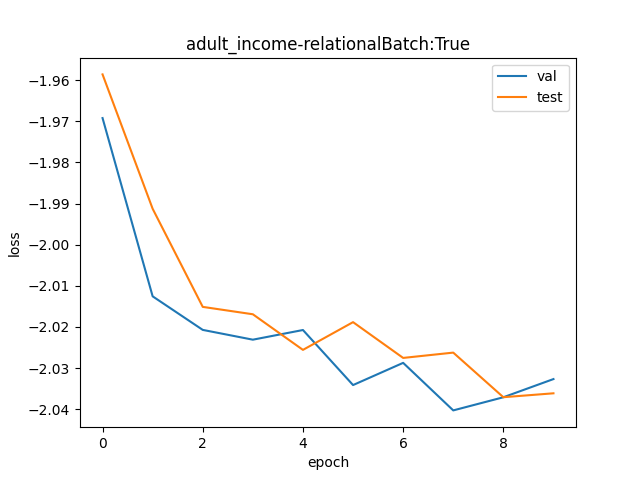 adult_income-relationalBatch:True
val
test
−1.96
−1.97
−1.98
−1.99
−2.00
−2.01
−2.02
−2.03
−2.04
loss
0
2
4
6
8
epoch